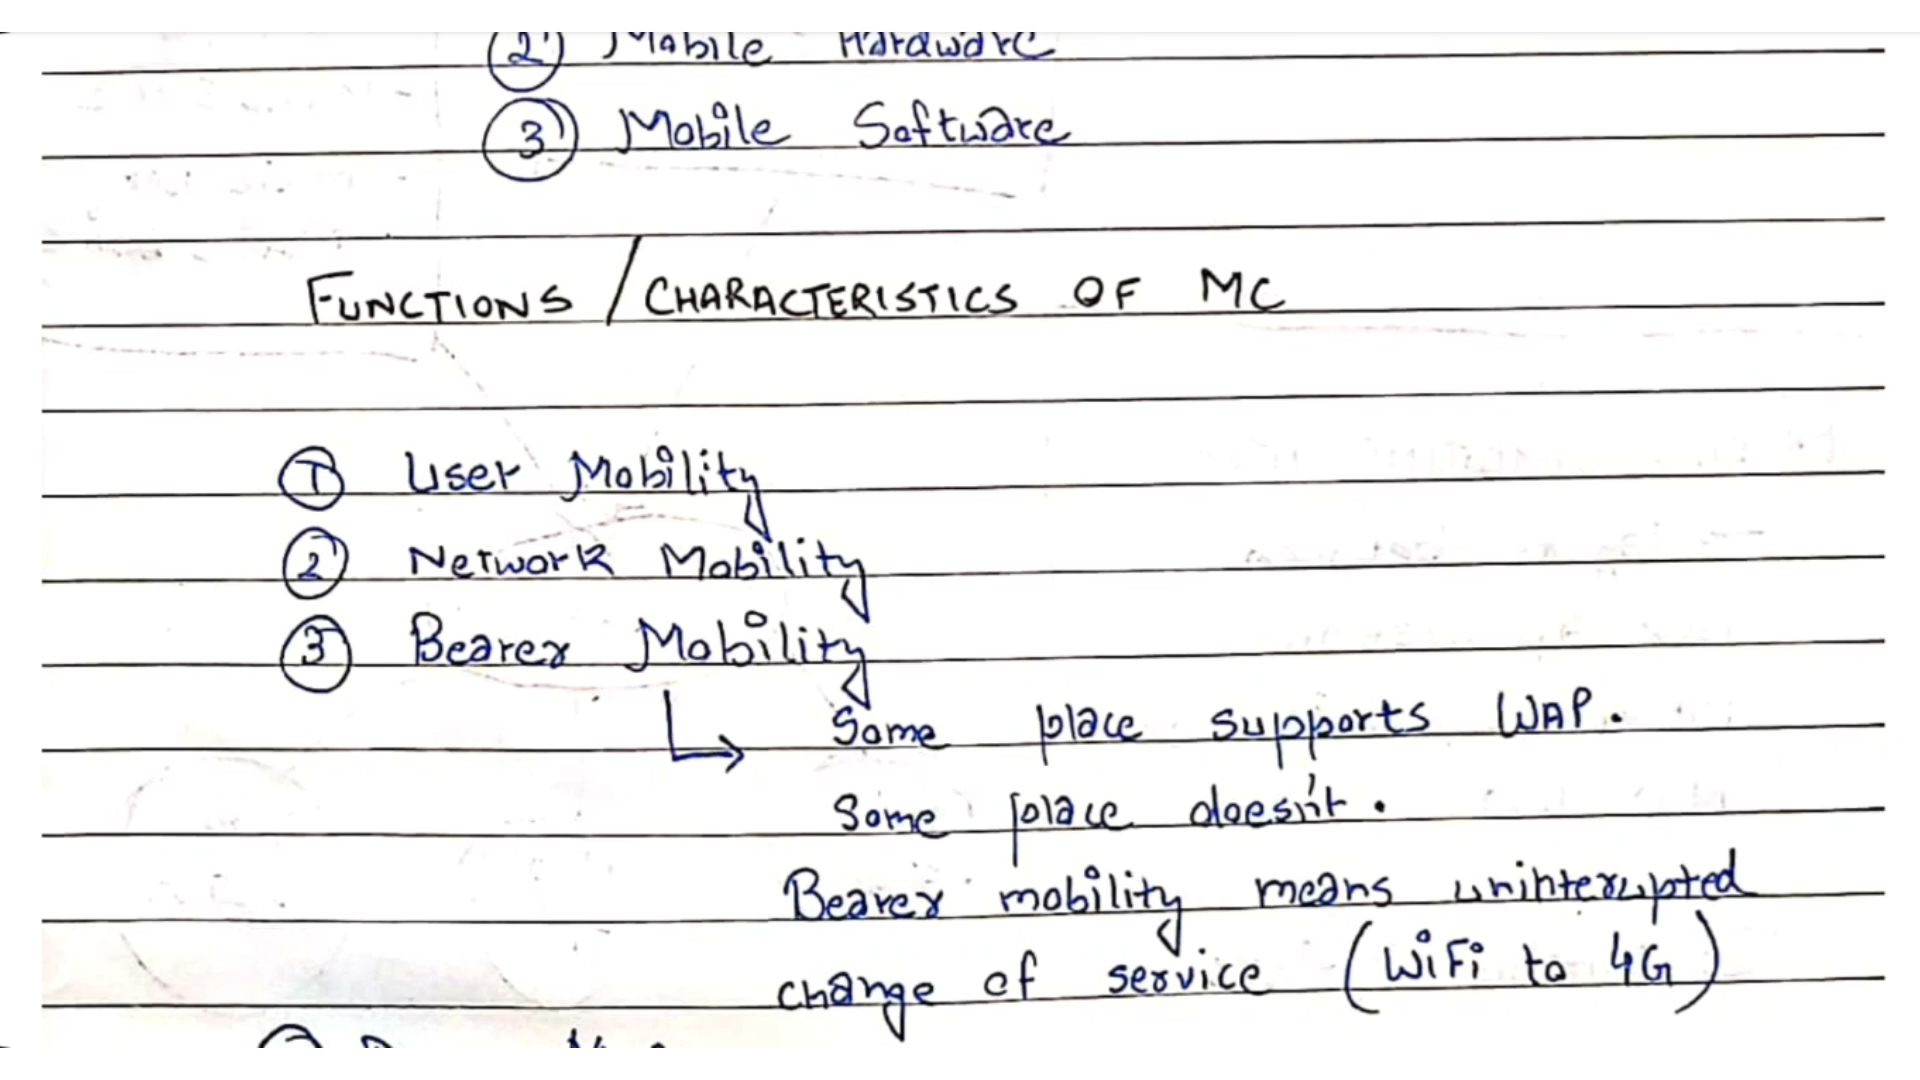 (2) Mobile Hardware
(3) Mobile Software
FUNCTIONS / CHARACTERISTICS OF MC
(1) User Mobility
(2) Network Mobility
(3) Bearer Mobility
↳ Some place supports WAP.
Some place doesn't.
Bearer mobility means uninterupted
change of service (WiFi to 4G)